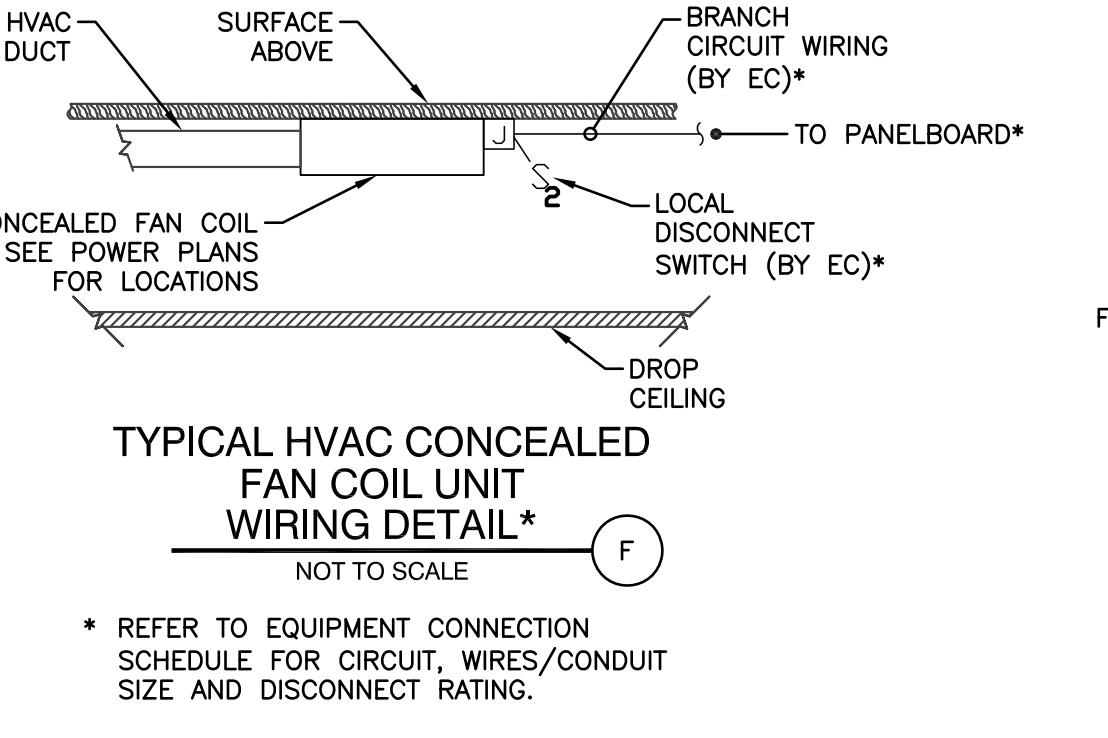 HVAC
DUCT
SURFACE
ABOVE
BRANCH
CIRCUIT WIRING
(BY EC)*
J
TO PANELBOARD*
S
2
FAN COIL
SEE POWER PLANS
FOR LOCATIONS
LOCAL
DISCONNECT
SWITCH (BY EC)*
F
DROP
CEILING
TYPICAL HVAC CONCEALED
FAN COIL UNIT
WIRING DETAIL*
F
NOT TO SCALE
* REFER TO EQUIPMENT CONNECTION
SCHEDULE FOR CIRCUIT, WIRES/CONDUIT
SIZE AND DISCONNECT RATING.